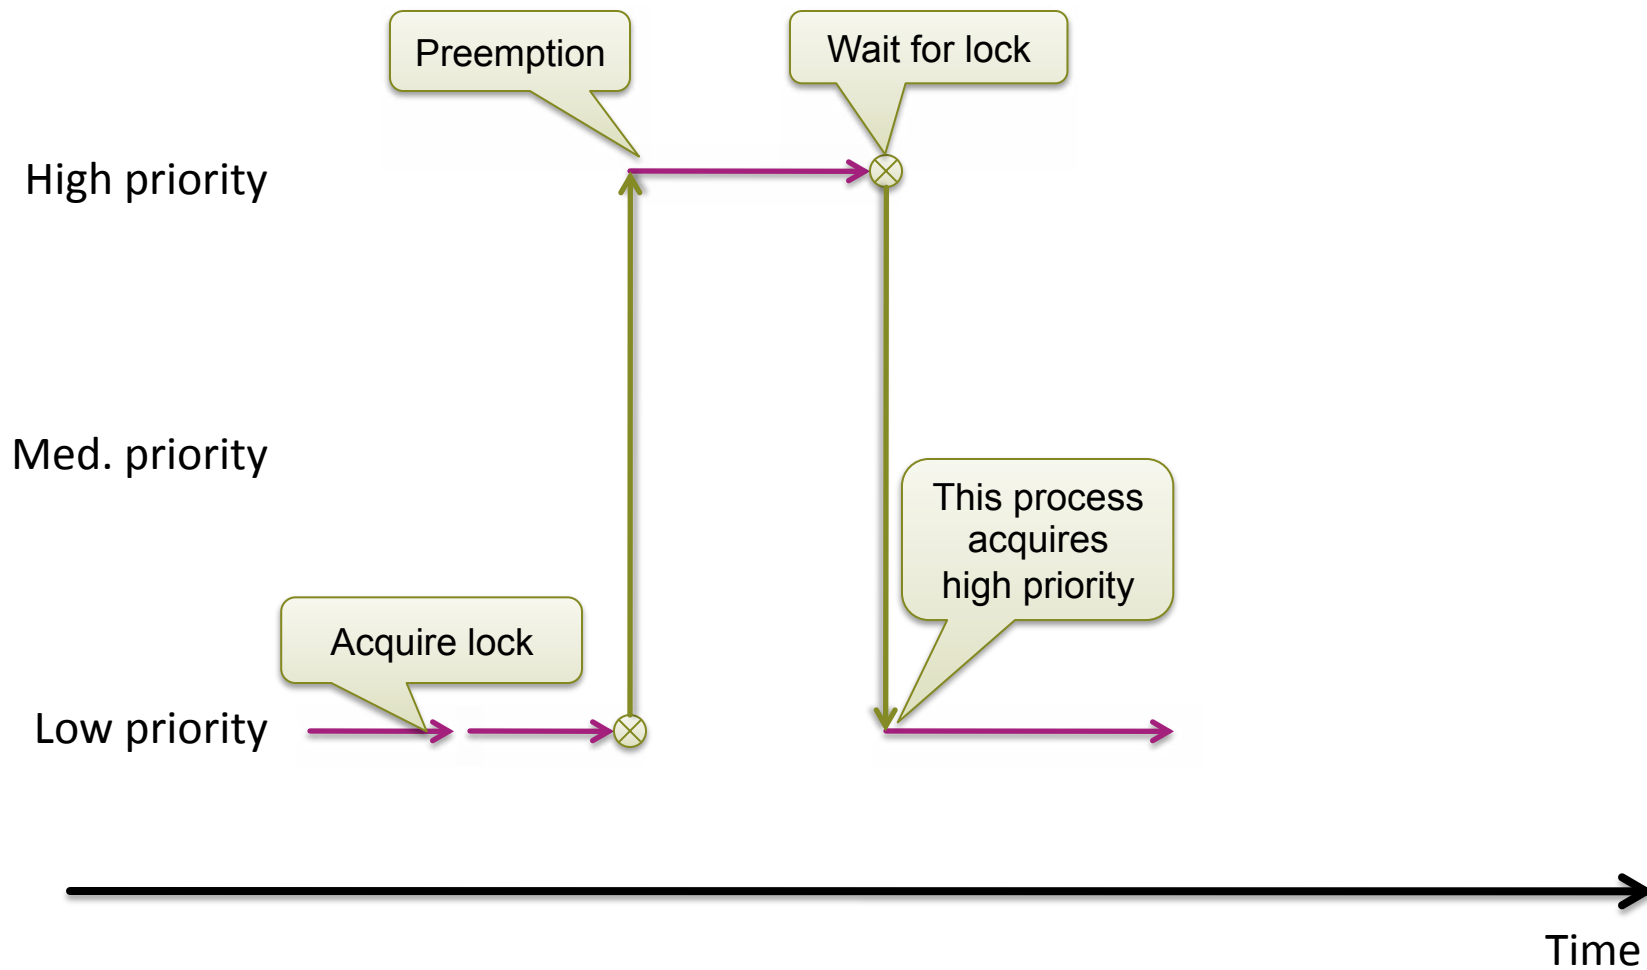 Preemption
Wait for lock
High priority
Med. priority
This process
acquires
high priority
Acquire lock
Low priority
Time